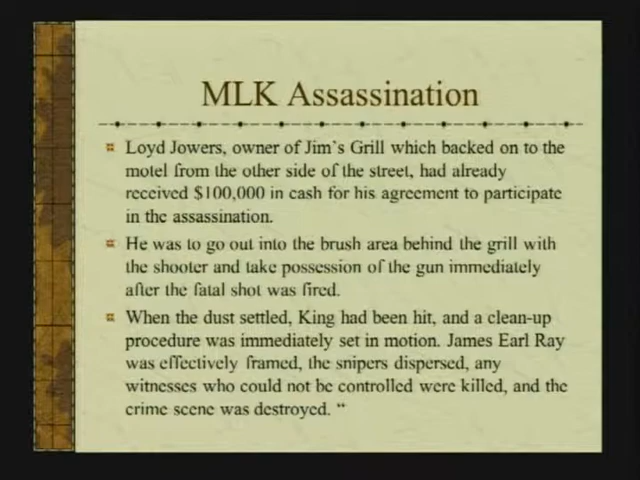 MLK Assassination
Loyd Jowers, owner of Jim's Grill which backed on to the
motel from the other side of the street, had already
received $100,000 in cash for his agreement to participate
in the assassination.
He was to go out into the brush area behind the grill with
the shooter and take possession of the gun immediately
after the fatal shot was fired.
When the dust settled, King had been hit, and a clean-up
procedure was immediately set in motion. James Earl Ray
was effectively framed, the snipers dispersed, any
witnesses who could not be controlled were killed, and the
crime scene was destroyed. “